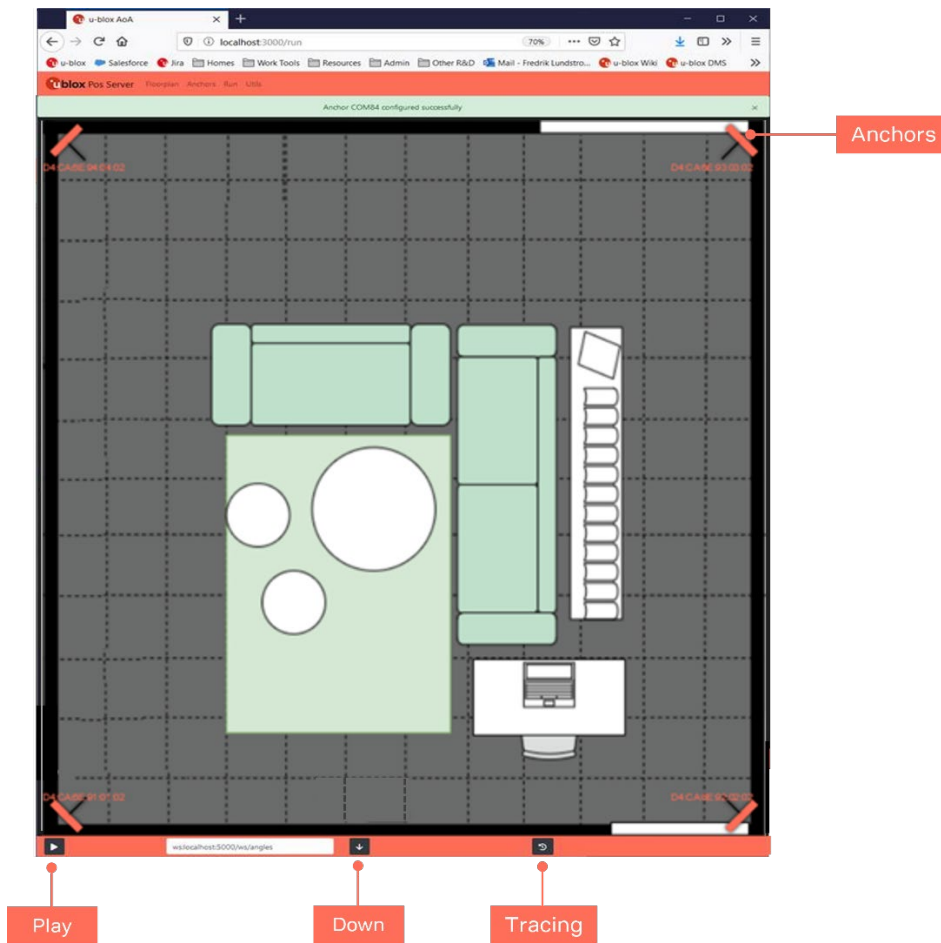 u-blox AoA
localhost:3000/run
70%
u-blox Salesforce Jira Homes Work Tools Resources Admin Other R&D Mail - Fredrik Lundstro... u-blox Wiki u-blox DMS
ublox Pos Server Floorplan Anchors Run Utils
Anchor COM84 configured successfully
Anchors
ws:localhost:5000/ws/angles
Play
Down
Tracing